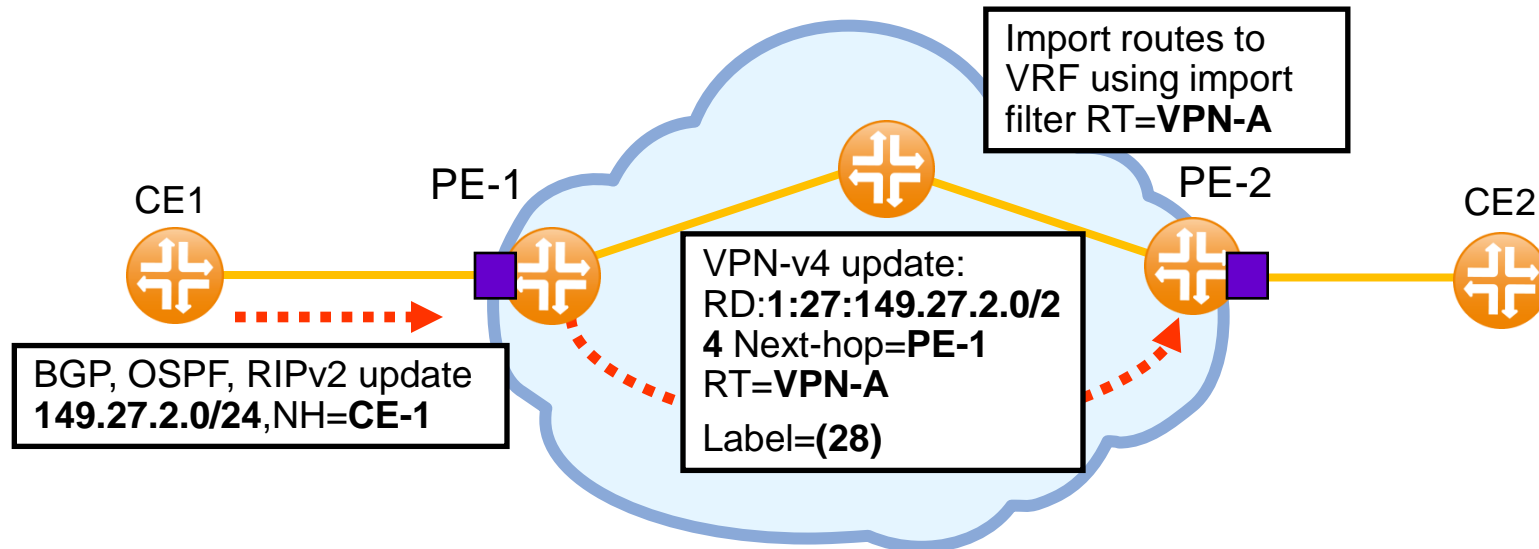 Import routes to
VRF using import
filter RT=VPN-A
CE1
PE-1
PE-2
CE2
VPN-v4 update:
RD:1:27:149.27.2.0/2
4 Next-hop=PE-1
RT=VPN-A
Label=(28)
BGP, OSPF, RIPv2 update
149.27.2.0/24,NH=CE-1